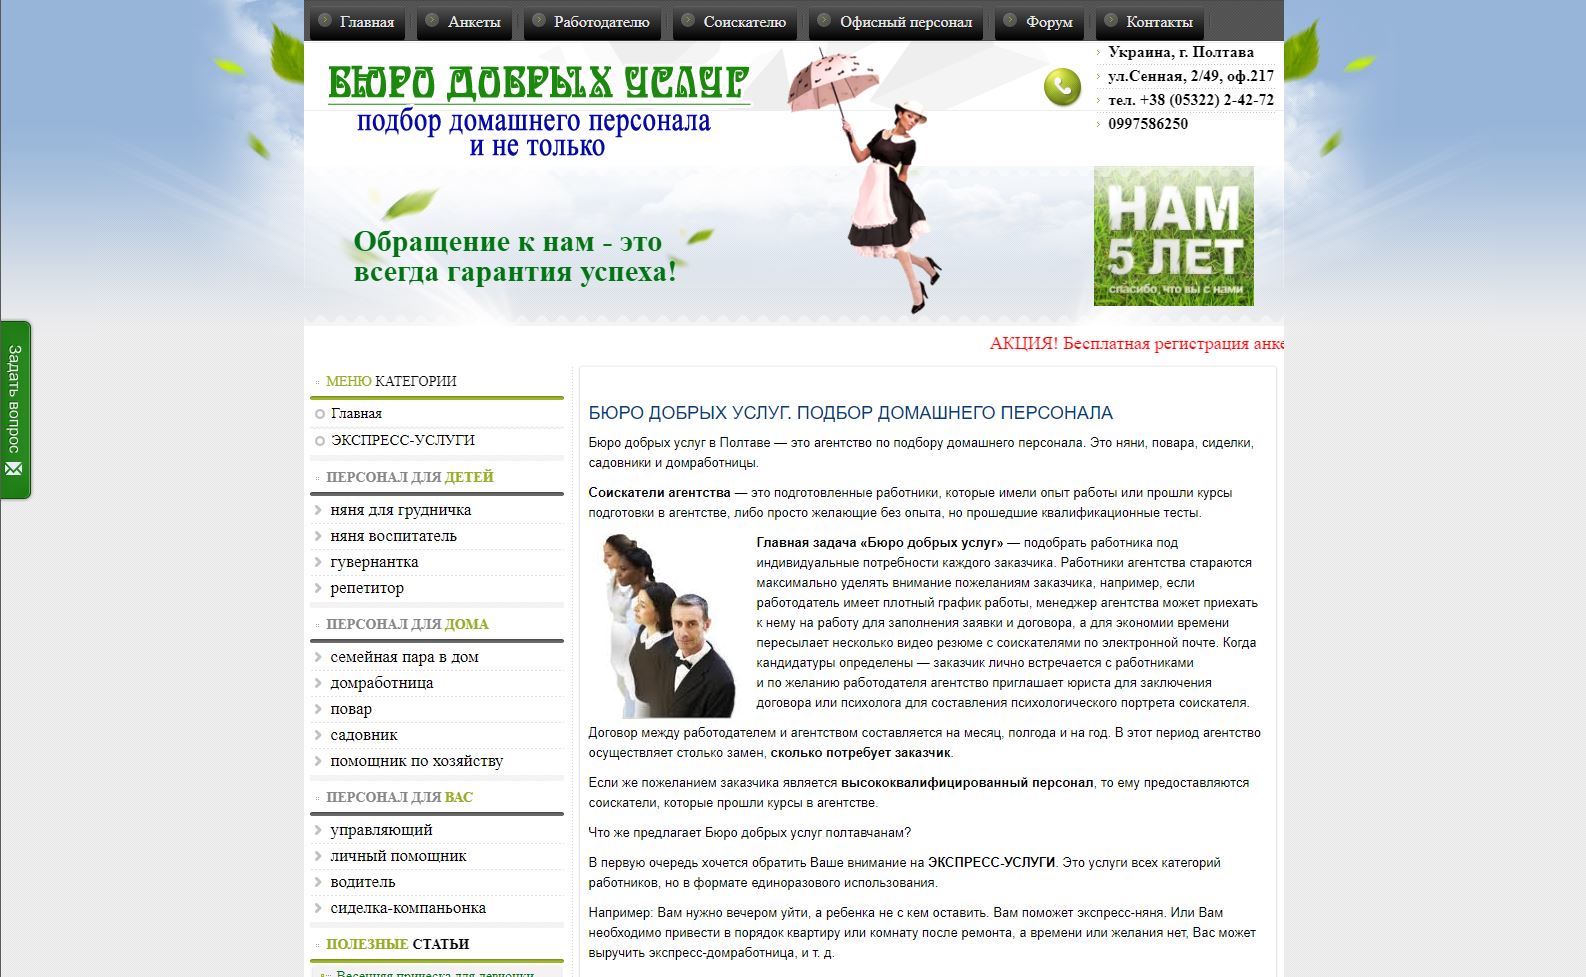 Главная
Анкеты
Работодателю
Соискателю
Офисный персонал
Форум
Контакты
БЮРО ДОБРЫХ УСЛУГ
подбор домашнего персонала
и не только
Украина, г. Полтава
ул.Сенная, 2/49, оф.217
тел. +38 (05322) 2-42-72
0997586250
Обращение к нам - это
всегда гарантия успеха!
НАМ
5 ЛЕТ
спасибо, что вы с нами
АКЦИЯ! Бесплатная регистрация анке
Задать вопрос
МЕНЮ КАТЕГОРИИ
Главная
ЭКСПРЕСС-УСЛУГИ
ПЕРСОНАЛ ДЛЯ ДЕТЕЙ
няня для грудничка
няня воспитатель
гувернантка
репетитор
ПЕРСОНАЛ ДЛЯ ДОМА
семейная пара в дом
домработница
повар
садовник
помощник по хозяйству
ПЕРСОНАЛ ДЛЯ ВАС
управляющий
личный помощник
водитель
сиделка-компаньонка
ПОЛЕЗНЫЕ СТАТЬИ
Весенняя прическа для девчонки
БЮРО ДОБРЫХ УСЛУГ. ПОДБОР ДОМАШНЕГО ПЕРСОНАЛА
Бюро добрых услуг в Полтаве — это агентство по подбору домашнего персонала. Это няни, повара, сиделки,
садовники и домработницы.
Соискатели агентства — это подготовленные работники, которые имели опыт работы или прошли курсы
подготовки в агентстве, либо просто желающие без опыта, но прошедшие квалификационные тесты.
Главная задача «Бюро добрых услуг» — подобрать работника под
индивидуальные потребности каждого заказчика. Работники агентства стараются
максимально уделять внимание пожеланиям заказчика, например, если
работодатель имеет плотный график работы, менеджер агентства может приехать
к нему на работу для заполнения заявки и договора, а для экономии времени
пересылает несколько видео резюме с соискателями по электронной почте. Когда
кандидатуры определены — заказчик лично встречается с работниками
и по желанию работодателя агентство приглашает юриста для заключения
договора или психолога для составления психологического портрета соискателя.
Договор между работодателем и агентством составляется на месяц, полгода и на год. В этот период агентство
осуществляет столько замен, сколько потребует заказчик.
Если же пожеланием заказчика является высококвалифицированный персонал, то ему предоставляются
соискатели, которые прошли курсы в агентстве.
Что же предлагает Бюро добрых услуг полтавчанам?
В первую очередь хочется обратить Ваше внимание на ЭКСПРЕСС-УСЛУГИ. Это услуги всех категорий
работников, но в формате единоразового использования.
Например: Вам нужно вечером уйти, а ребенка не с кем оставить. Вам поможет экспресс-няня. Или Вам
необходимо привести в порядок квартиру или комнату после ремонта, а времени или желания нет, Вас может
выручить экспресс-домработница, и т. д.